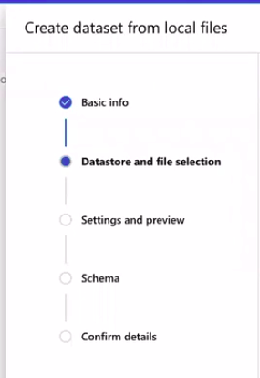 Create dataset from local files
Basic info
Datastore and file selection
Settings and preview
Schema
Confirm details